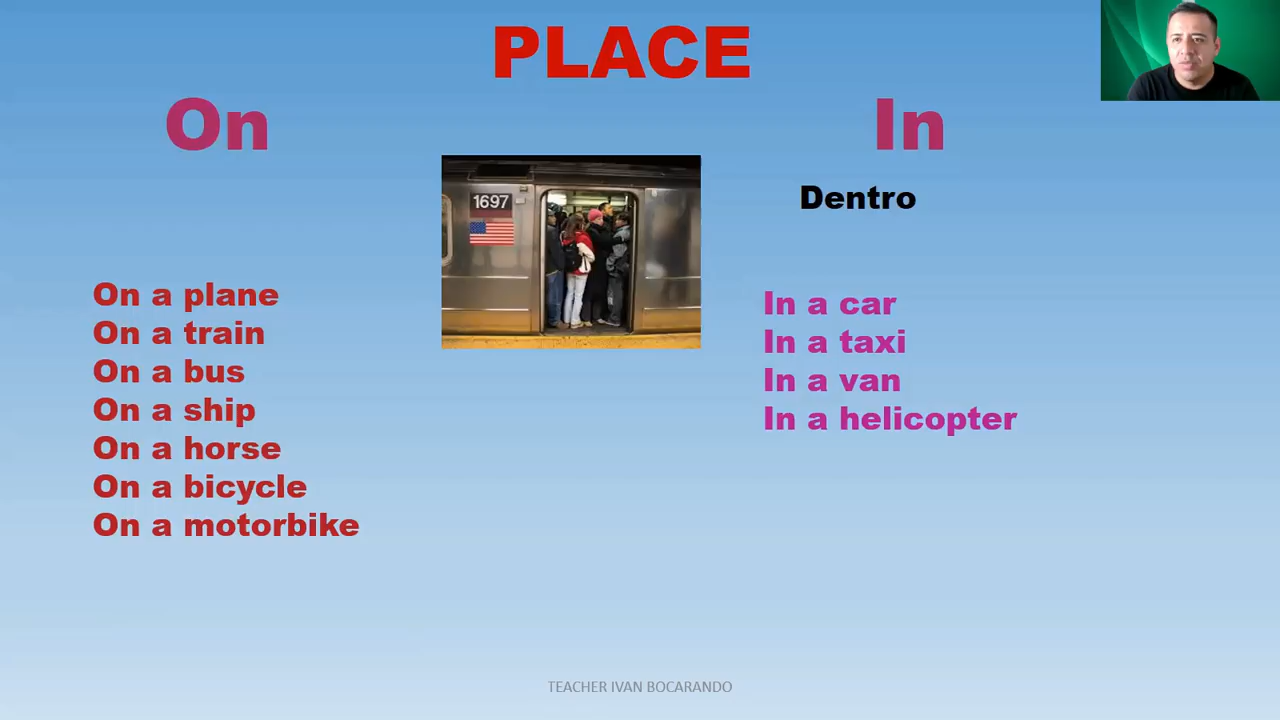 PLACE
On
In
1697
Dentro
On a plane
On a train
On a bus
On a ship
On a horse
On a bicycle
On a motorbike
In a car
In a taxi
In a van
In a helicopter
TEACHER IVAN BOCARANDO